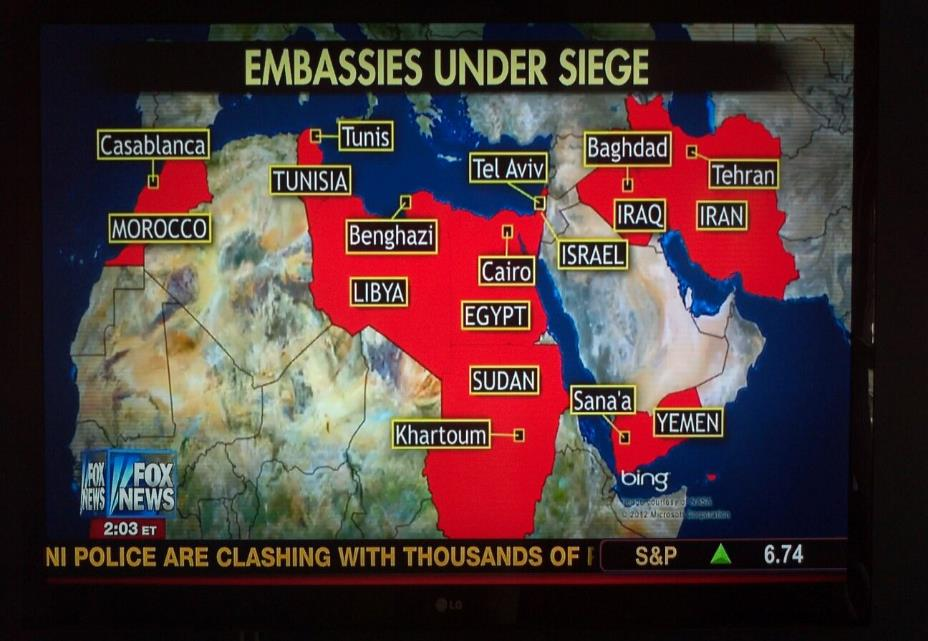 EMBASSIES UNDER SIEGE
Casablanca
Tunis
Tel Aviv
Baghdad
Tehran
TUNISIA
MOROCCO
Benghazi
ISRAEL
IRAQ
IRAN
Cairo
LIBYA
EGYPT
SUDAN
Sana'a
YEMEN
Khartoum
bing
FOX NEWS
FOX NEWS
NASA
© 2012 Microsoft Corporation
2:03 ET
NI POLICE ARE CLASHING WITH THOUSANDS OF
S&P 6.74
LG